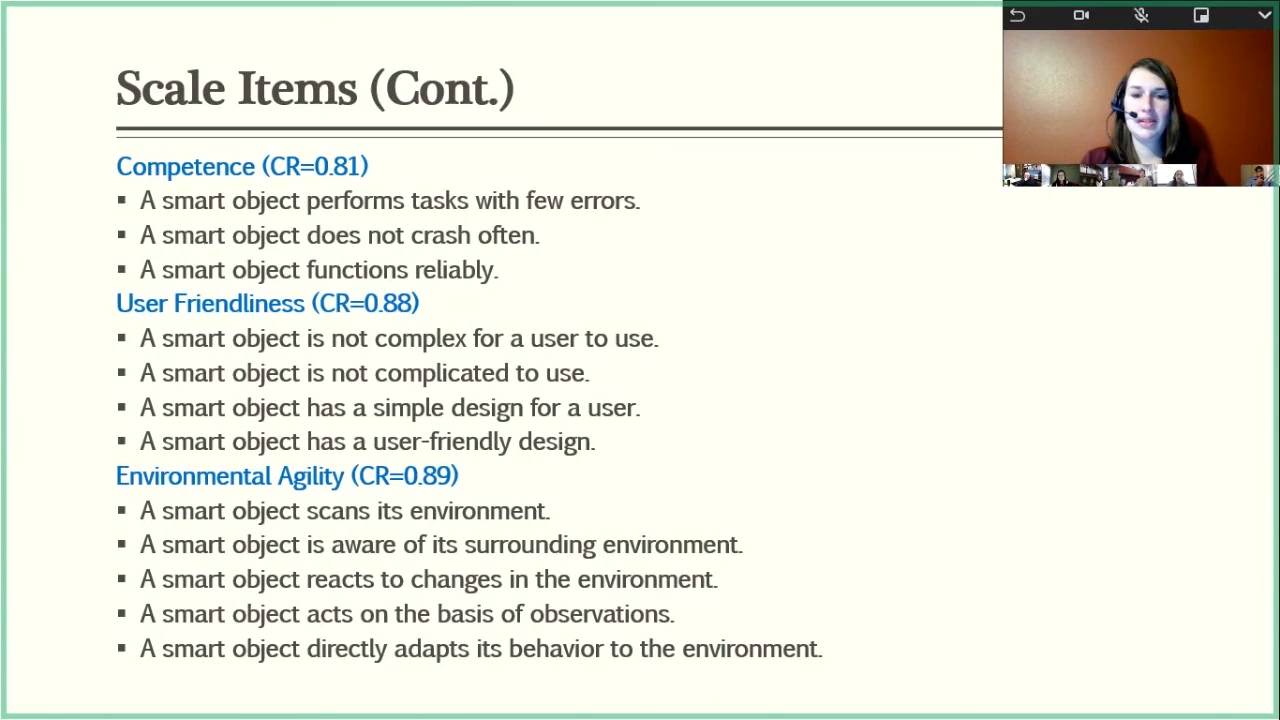 Scale Items (Cont.)
Competence (CR=0.81)
▪ A smart object performs tasks with few errors.
▪ A smart object does not crash often.
▪ A smart object functions reliably.
User Friendliness (CR=0.88)
▪ A smart object is not complex for a user to use.
▪ A smart object is not complicated to use.
▪ A smart object has a simple design for a user.
▪ A smart object has a user-friendly design.
Environmental Agility (CR=0.89)
▪ A smart object scans its environment.
▪ A smart object is aware of its surrounding environment.
▪ A smart object reacts to changes in the environment.
▪ A smart object acts on the basis of observations.
▪ A smart object directly adapts its behavior to the environment.